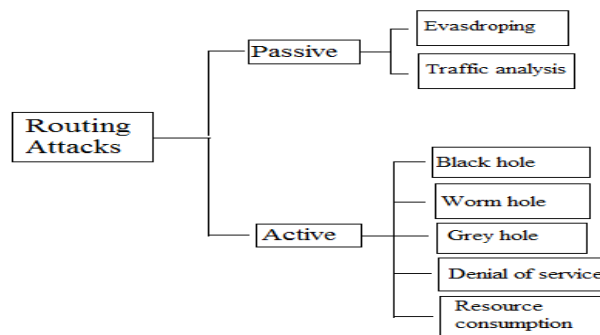 Routing
Attacks
Passive
Evasdroping
Traffic analysis
Active
Black hole
Worm hole
Grey hole
Denial of service
Resource
consumption